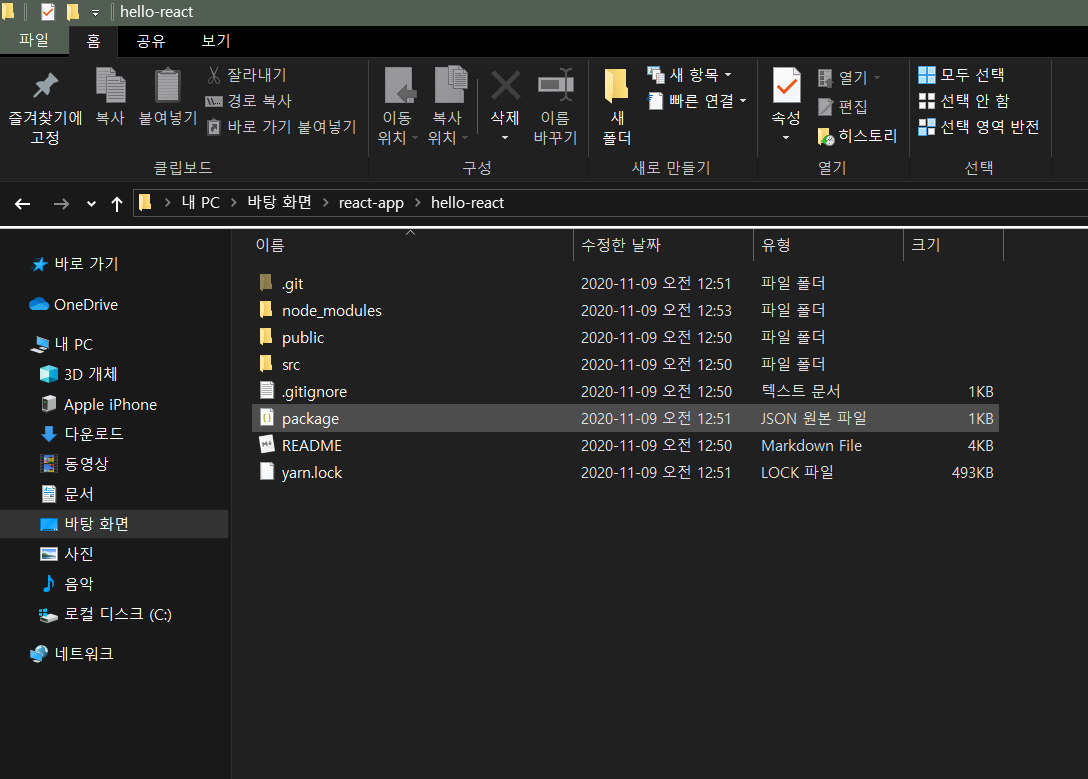 hello-react
파일 홈 공유 보기
즐겨찾기에 고정
복사
붙여넣기
잘라내기
경로 복사
바로 가기 붙여넣기
클립보드
이동 위치
복사 위치
삭제
이름 바꾸기
구성
새 폴더
새 항목
빠른 연결
새로 만들기
속성
열기
편집
히스토리
열기
모두 선택
선택 안 함
선택 영역 반전
선택
내 PC > 바탕 화면 > react-app > hello-react
바로 가기
OneDrive
내 PC
3D 개체
Apple iPhone
다운로드
동영상
문서
바탕 화면
사진
음악
로컬 디스크 (C:)
네트워크
이름 수정한 날짜 유형 크기
.git 2020-11-09 오전 12:51 파일 폴더
node_modules 2020-11-09 오전 12:53 파일 폴더
public 2020-11-09 오전 12:50 파일 폴더
src 2020-11-09 오전 12:50 파일 폴더
.gitignore 2020-11-09 오전 12:50 텍스트 문서 1KB
package 2020-11-09 오전 12:51 JSON 원본 파일 1KB
README 2020-11-09 오전 12:50 Markdown File 4KB
yarn.lock 2020-11-09 오전 12:51 LOCK 파일 493KB